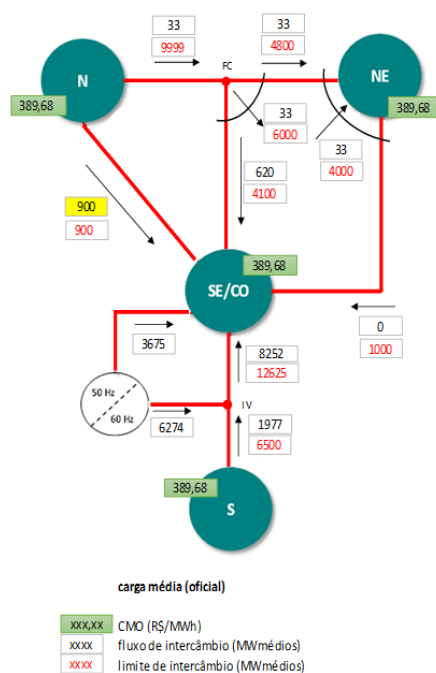 33
9999
33
4800
FC
N
NE
389,68
389,68
33
6000
33
4000
620
4100
900
900
389,68
SE/CO
0
1000
3675
8252
12625
50 Hz
60 Hz
6274
IV
1977
6500
389,68
S
carga média (oficial)
xxx,xx CMO (R$/MWh)
xxxx fluxo de intercâmbio (MWmédios)
xxxx limite de intercâmbio (MWmédios)